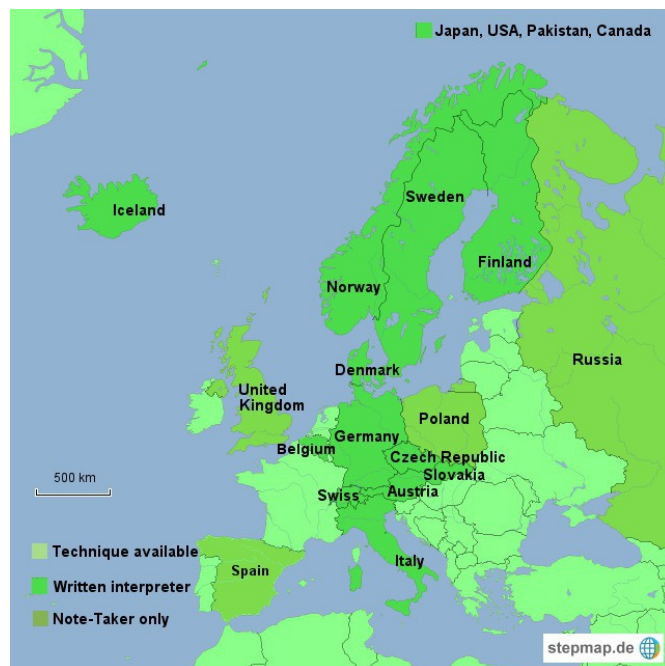 Japan, USA, Pakistan, Canada
Iceland
Sweden
Finland
Norway
Russia
Denmark
United
Kingdom
Poland
Germany
Belgium
Czech Republic
Slovakia
500 km
Swiss
Austria
Technique available
Italy
Spain
Written interpreter
Note-Taker only
stepmap.de